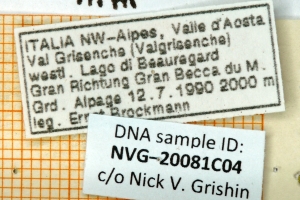 ITALIA NW-Alpes, Valle d'Aosta
Val Grisenche (Valgrisenche)
westl. Lago di Beauregard
Gran Richtung Gran Becca du M.
Grd. Alpage 12.7.1990 2000 m
leg. Ernst Brockmann
DNA sample ID:
NVG-20081C04
c/o Nick V. Grishin